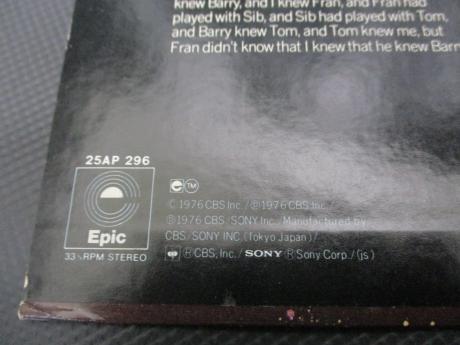 knew Barry, and I knew Fran, and Fran had
played with Sib, and Sib had played with Tom,
and Barry knew Tom, and Tom knew me, but
Fran didn't know that I knew that he knew Barr
25AP 296
Epic
33⅓RPM STEREO
e TM
© 1976 CBS Inc./℗1976 CBS Inc./
℗1976 CBS/SONY Inc. Manufactured by
CBS/SONY INC. (Tokyo Japan)/
®CBS, Inc./ SONY ® Sony Corp./(js)